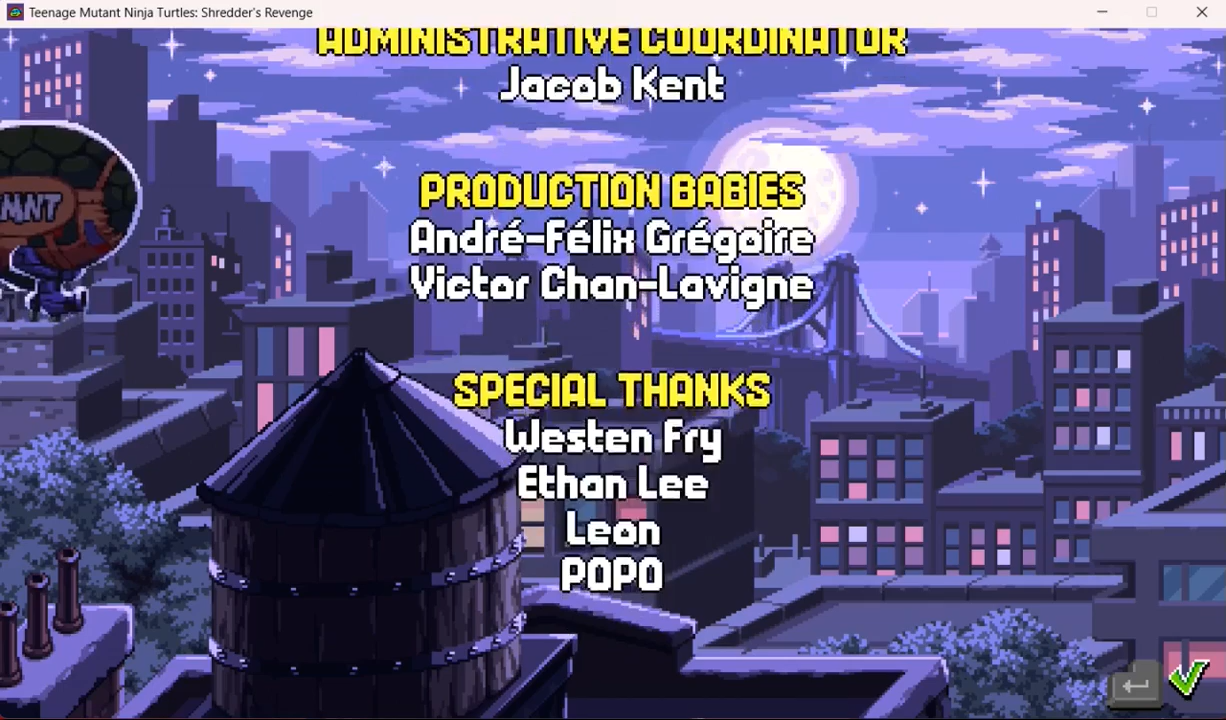 Teenage Mutant Ninja Turtles: Shredder's Revenge
ADMINISTRATIVE COORDINATOR
Jacob Kent
PRODUCTION BABIES
André-Félix Grégoire
Victor Chan-Lavigne
SPECIAL THANKS
Westen Fry
Ethan Lee
Leon
POPO